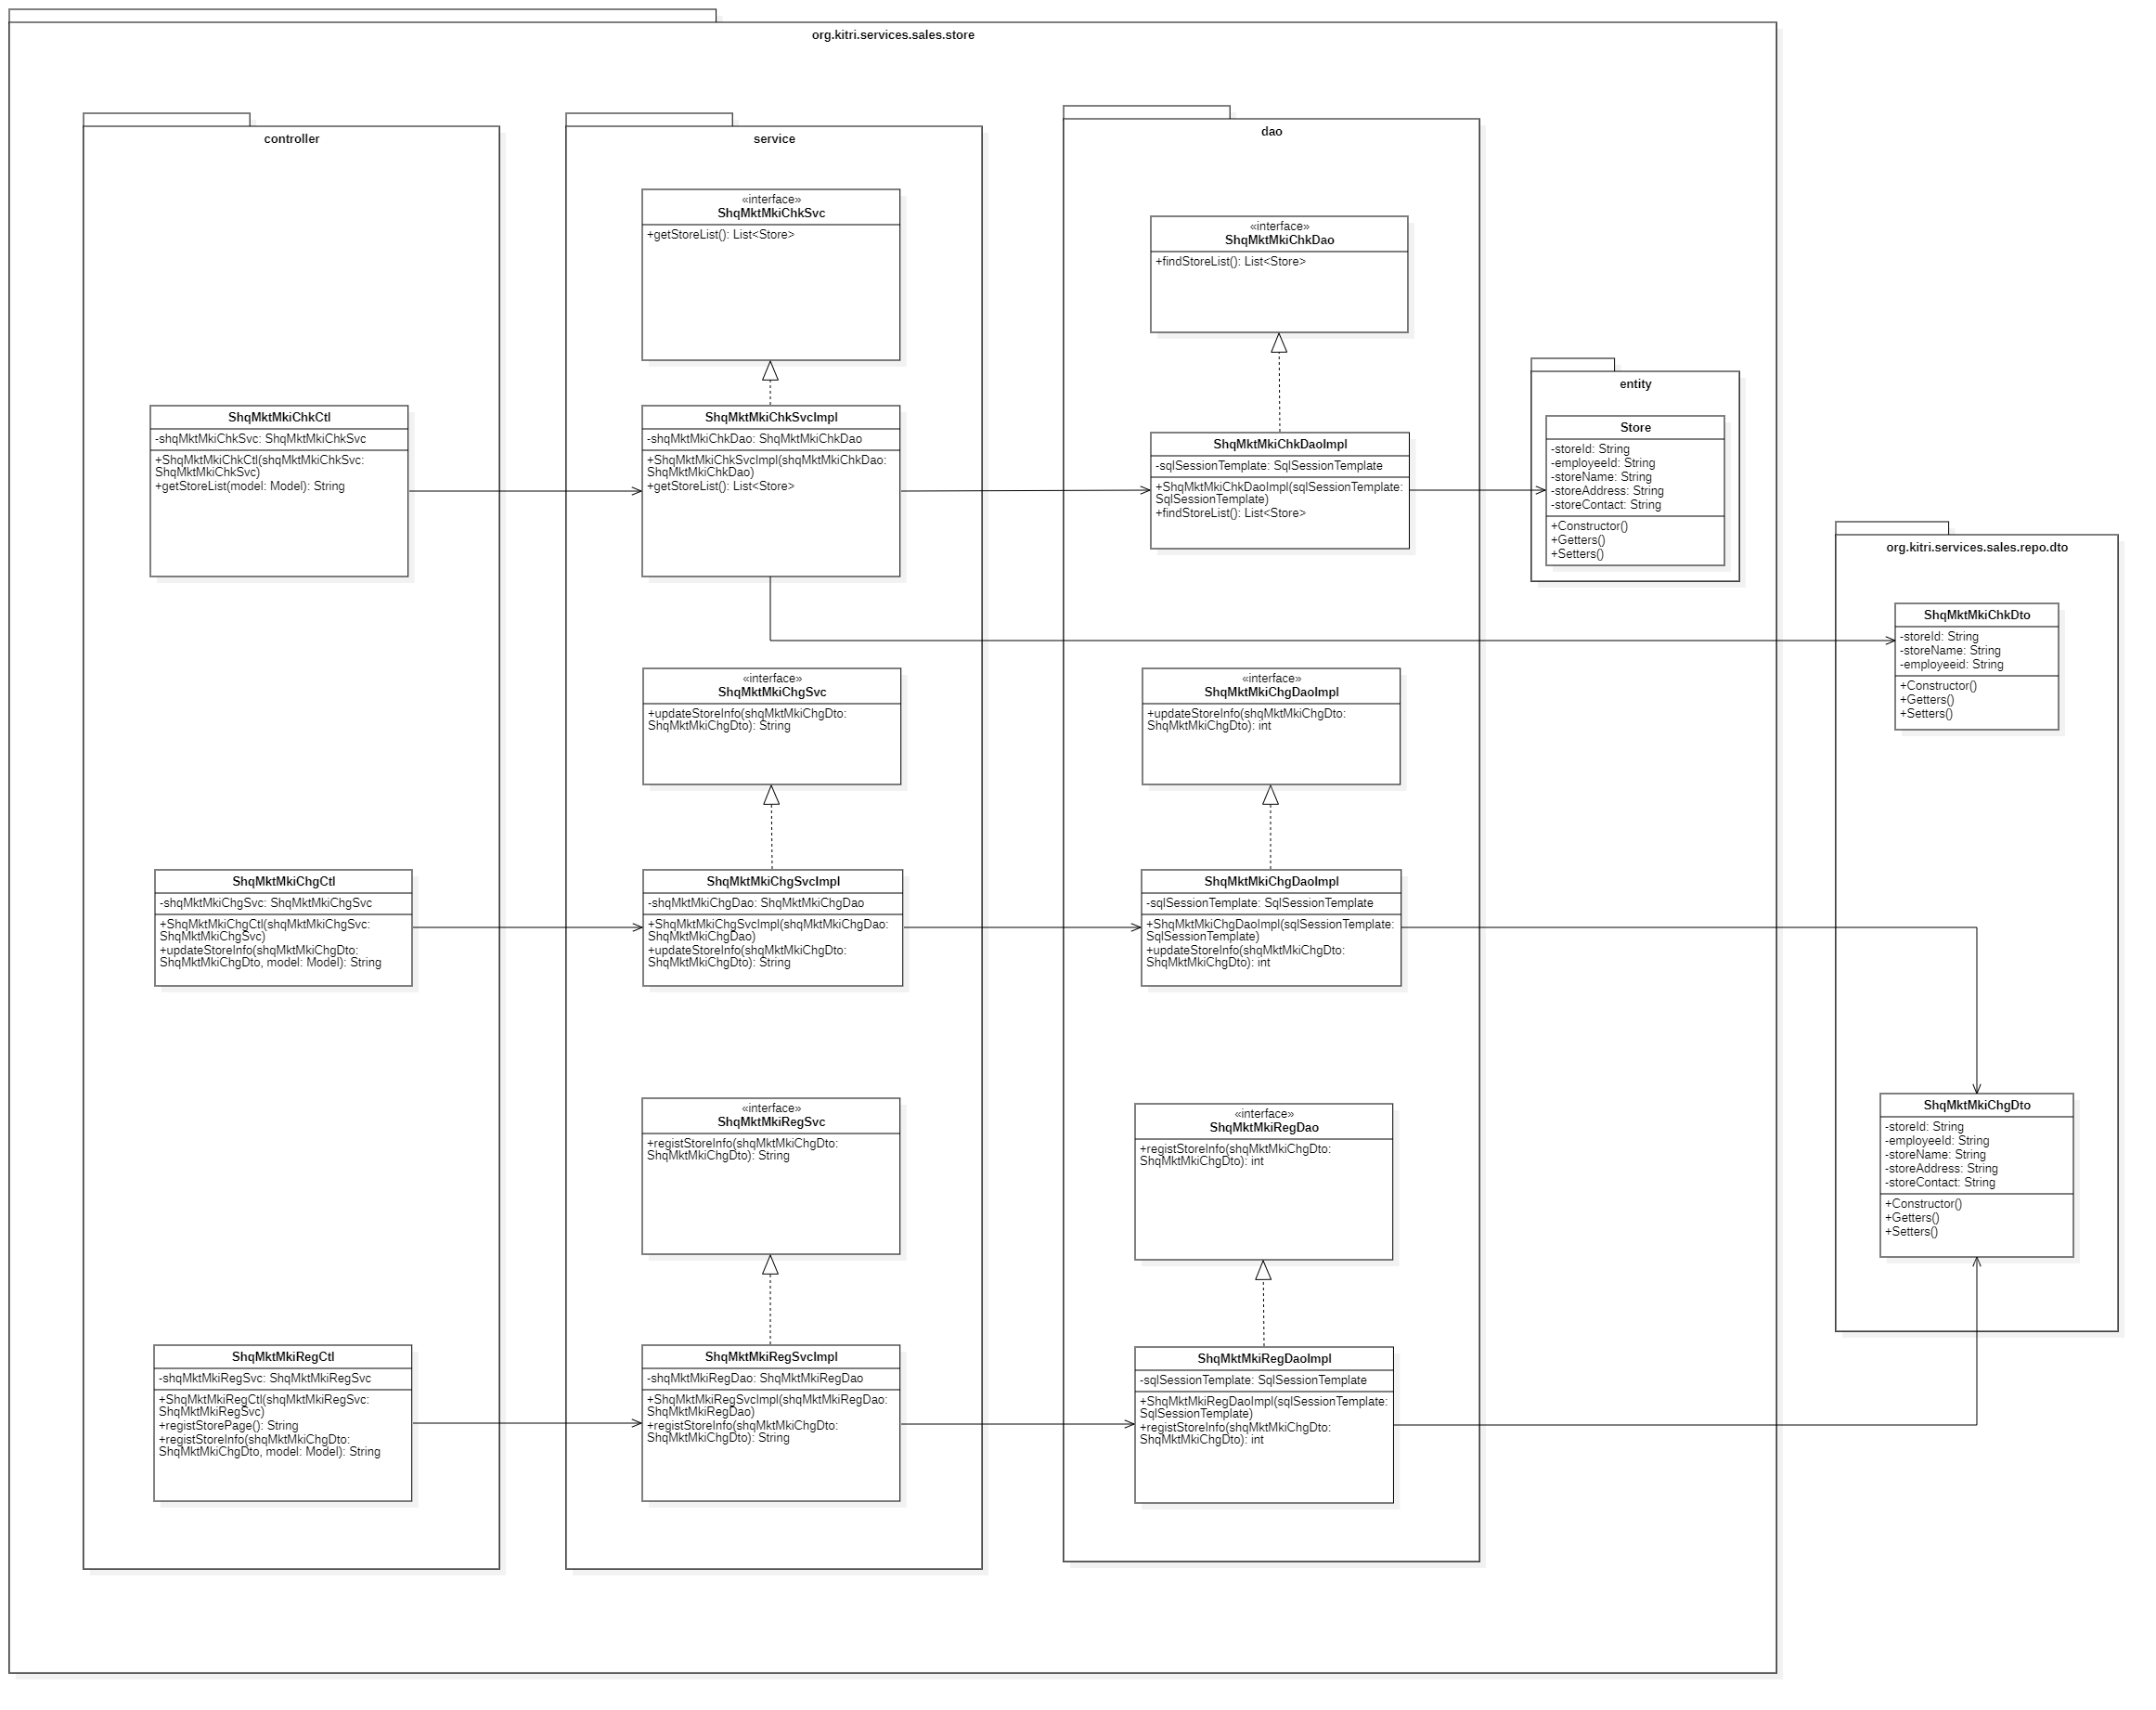 org.kitri.services.sales.store
controller
ShqMktMkiChkCtl
-shqMktMkiChkSvc: ShqMktMkiChkSvc
+ShqMktMkiChkCtl(shqMktMkiChkSvc:
ShqMktMkiChkSvc)
+getStoreList(model: Model): String
ShqMktMkiChgCtl
-shqMktMkiChgSvc: ShqMktMkiChgSvc
+ShqMktMkiChgCtl(shqMktMkiChgSvc:
ShqMktMkiChgSvc)
+updateStoreInfo(shqMktMkiChgDto:
ShqMktMkiChgDto, model: Model): String
ShqMktMkiRegCtl
-shqMktMkiRegSvc: ShqMktMkiRegSvc
+ShqMktMkiRegCtl(shqMktMkiRegSvc:
ShqMktMkiRegSvc)
+registStorePage(): String
+registStoreInfo(shqMktMkiChgDto:
ShqMktMkiChgDto, model: Model): String
service
«interface»
ShqMktMkiChkSvc
+getStoreList(): List<Store>
ShqMktMkiChkSvcImpl
-shqMktMkiChkDao: ShqMktMkiChkDao
+ShqMktMkiChkSvcImpl(shqMktMkiChkDao:
ShqMktMkiChkDao)
+getStoreList(): List<Store>
«interface»
ShqMktMkiChgSvc
+updateStoreInfo(shqMktMkiChgDto:
ShqMktMkiChgDto): String
ShqMktMkiChgSvcImpl
-shqMktMkiChgDao: ShqMktMkiChgDao
+ShqMktMkiChgSvcImpl(shqMktMkiChgDao:
ShqMktMkiChgDao)
+updateStoreInfo(shqMktMkiChgDto:
ShqMktMkiChgDto): String
«interface»
ShqMktMkiRegSvc
+registStoreInfo(shqMktMkiChgDto:
ShqMktMkiChgDto): String
ShqMktMkiRegSvcImpl
-shqMktMkiRegDao: ShqMktMkiRegDao
+ShqMktMkiRegSvcImpl(shqMktMkiRegDao:
ShqMktMkiRegDao)
+registStoreInfo(shqMktMkiChgDto:
ShqMktMkiChgDto): String
dao
«interface»
ShqMktMkiChkDao
+findStoreList(): List<Store>
ShqMktMkiChkDaoImpl
-sqlSessionTemplate: SqlSessionTemplate
+ShqMktMkiChkDaoImpl(sqlSessionTemplate:
SqlSessionTemplate)
+findStoreList(): List<Store>
«interface»
ShqMktMkiChgDaoImpl
+updateStoreInfo(shqMktMkiChgDto:
ShqMktMkiChgDto): int
ShqMktMkiChgDaoImpl
-sqlSessionTemplate: SqlSessionTemplate
+ShqMktMkiChgDaoImpl(sqlSessionTemplate:
SqlSessionTemplate)
+updateStoreInfo(shqMktMkiChgDto:
ShqMktMkiChgDto): int
«interface»
ShqMktMkiRegDao
+registStoreInfo(shqMktMkiChgDto:
ShqMktMkiChgDto): int
ShqMktMkiRegDaoImpl
-sqlSessionTemplate: SqlSessionTemplate
+ShqMktMkiRegDaoImpl(sqlSessionTemplate:
SqlSessionTemplate)
+registStoreInfo(shqMktMkiChgDto:
ShqMktMkiChgDto): int
entity
Store
-storeId: String
-employeeId: String
-storeName: String
-storeAddress: String
-storeContact: String
+Constructor()
+Getters()
+Setters()
org.kitri.services.sales.repo.dto
ShqMktMkiChkDto
-storeId: String
-storeName: String
-employeeid: String
+Constructor()
+Getters()
+Setters()
ShqMktMkiChgDto
-storeId: String
-employeeId: String
-storeName: String
-storeAddress: String
-storeContact: String
+Constructor()
+Getters()
+Setters()